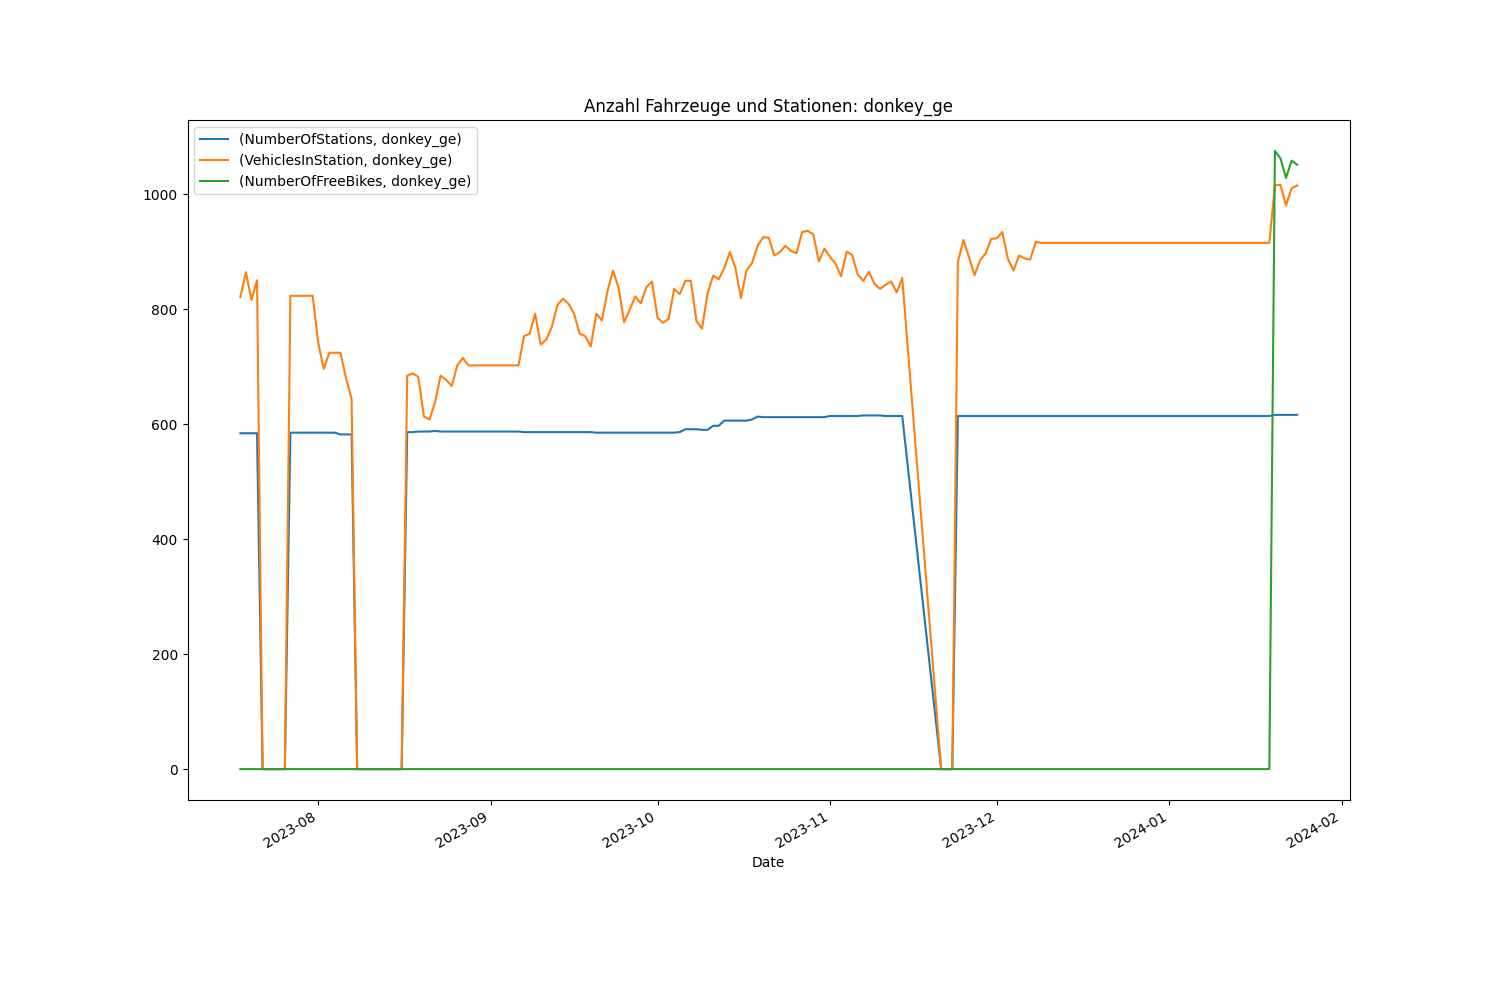 Anzahl Fahrzeuge und Stationen: donkey_ge
(NumberOfStations, donkey_ge)
(VehiclesInStation, donkey_ge)
(NumberOfFreeBikes, donkey_ge)
1000
800
600
400
200
0
2023-08
2023-09
2023-10
2023-11
2023-12
2024-01
2024-02
Date